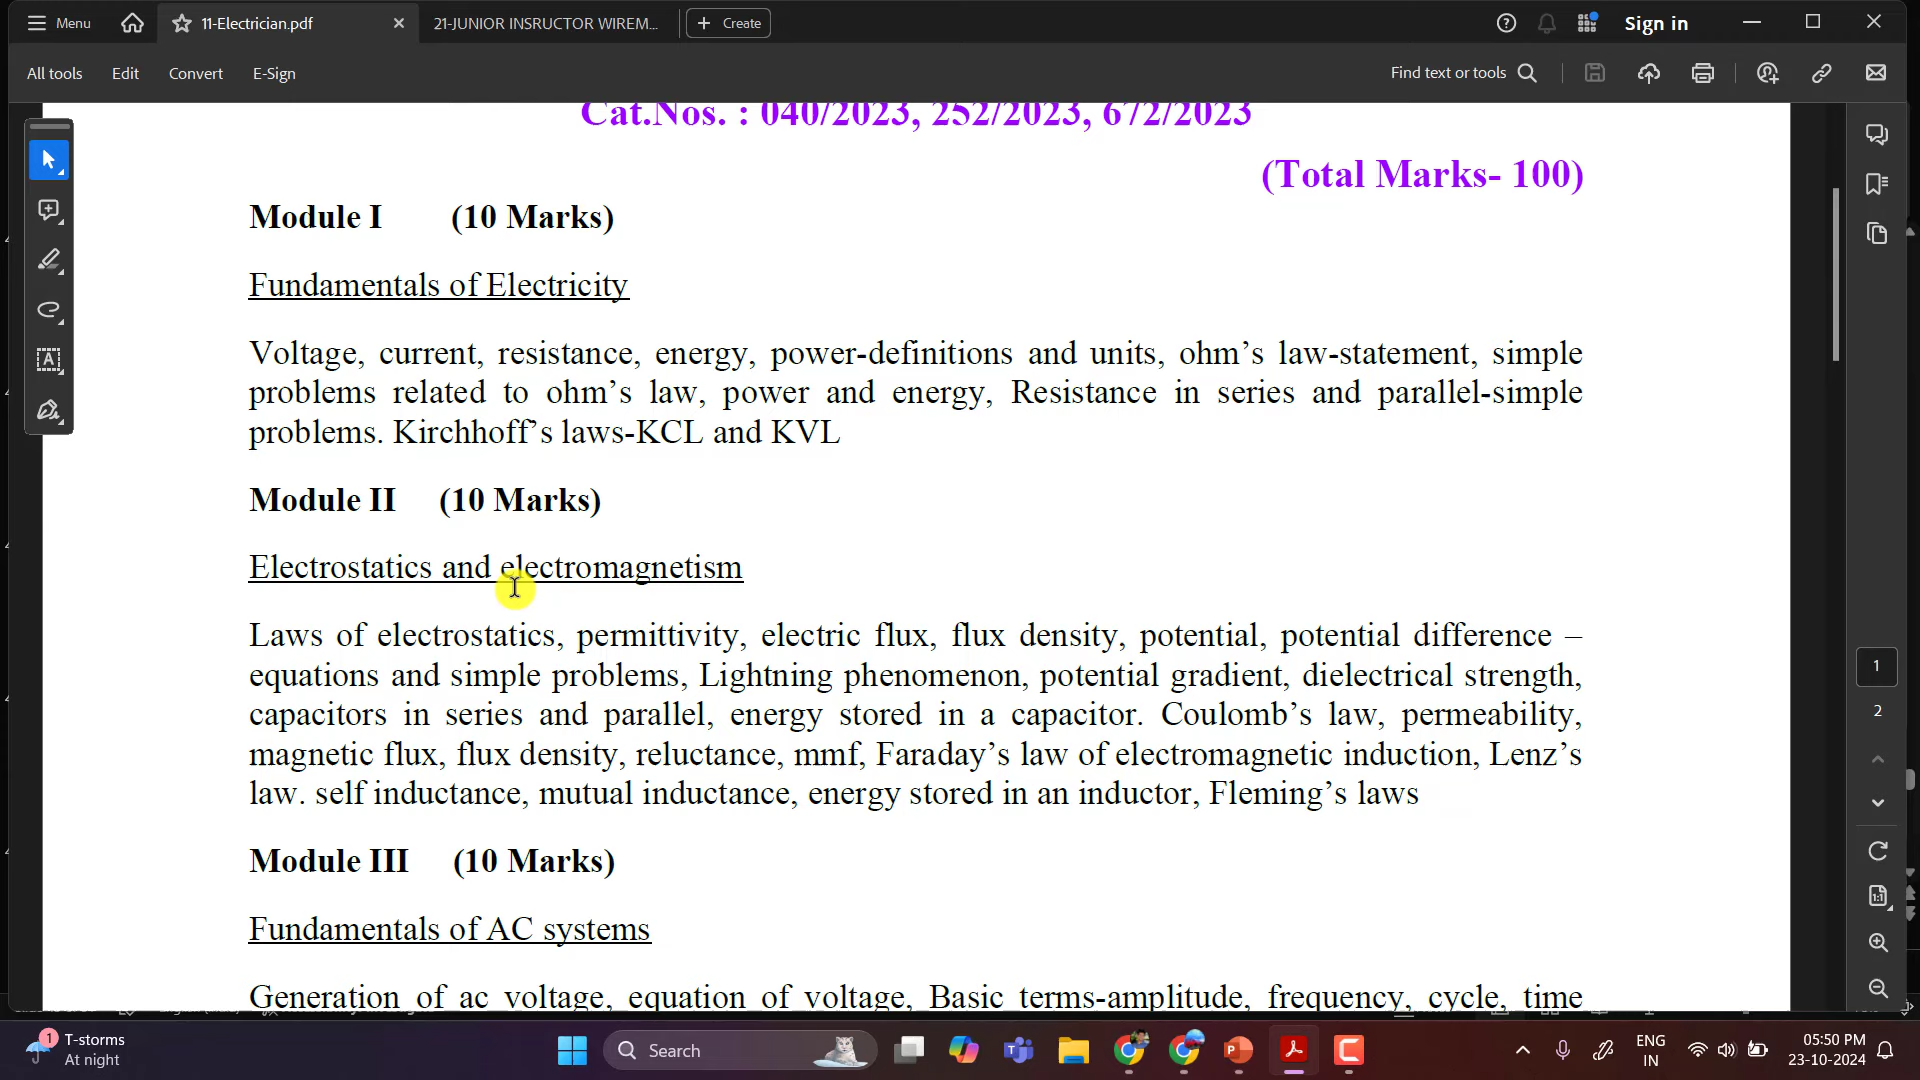 Menu
11-Electrician.pdf
21-JUNIOR INSRUCTOR WIREM...
Create
Sign in
All tools
Edit
Convert
E-Sign
Find text or tools
Cat.Nos. : 040/2023, 252/2023, 672/2023
(Total Marks- 100)
Module I (10 Marks)
Fundamentals of Electricity
Voltage, current, resistance, energy, power-definitions and units, ohm’s law-statement, simple
problems related to ohm’s law, power and energy, Resistance in series and parallel-simple
problems. Kirchhoff’s laws-KCL and KVL
Module II (10 Marks)
Electrostatics and electromagnetism
Laws of electrostatics, permittivity, electric flux, flux density, potential, potential difference –
equations and simple problems, Lightning phenomenon, potential gradient, dielectrical strength,
capacitors in series and parallel, energy stored in a capacitor. Coulomb’s law, permeability,
magnetic flux, flux density, reluctance, mmf, Faraday’s law of electromagnetic induction, Lenz’s
law. self inductance, mutual inductance, energy stored in an inductor, Fleming’s laws
Module III (10 Marks)
Fundamentals of AC systems
Generation of ac voltage, equation of voltage, Basic terms-amplitude, frequency, cycle, time
1
2
1
T-storms
At night
Search
ENG
IN
05:50 PM
23-10-2024